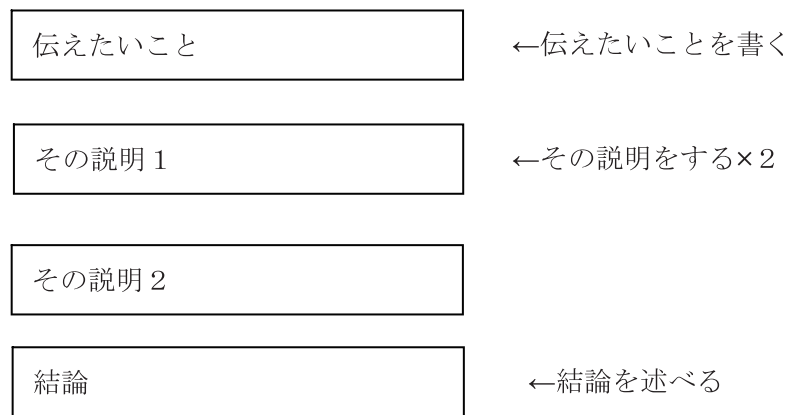 伝えたいこと ←伝えたいことを書く
その説明１ ←その説明をする×２
その説明２
結論 ←結論を述べる